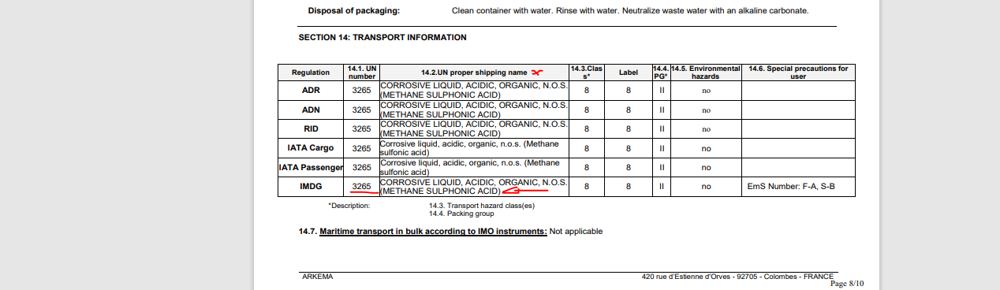 Disposal of packaging: Clean container with water. Rinse with water. Neutralize waste water with an alkaline carbonate.
SECTION 14: TRANSPORT INFORMATION
Regulation 14.1. UN number 14.2.UN proper shipping name 14.3.Clas s* Label 14.4. PG* 14.5. Environmental hazards 14.6. Special precautions for user
ADR 3265 CORROSIVE LIQUID, ACIDIC, ORGANIC, N.O.S. (METHANE SULPHONIC ACID) 8 8 II no
ADN 3265 CORROSIVE LIQUID, ACIDIC, ORGANIC, N.O.S. (METHANE SULPHONIC ACID) 8 8 II no
RID 3265 CORROSIVE LIQUID, ACIDIC, ORGANIC, N.O.S. (METHANE SULPHONIC ACID) 8 8 II no
IATA Cargo 3265 Corrosive liquid, acidic, organic, n.o.s. (Methane sulfonic acid) 8 8 II no
IATA Passenger 3265 Corrosive liquid, acidic, organic, n.o.s. (Methane sulfonic acid) 8 8 II no
IMDG 3265 CORROSIVE LIQUID, ACIDIC, ORGANIC, N.O.S. (METHANE SULPHONIC ACID) 8 8 II no EmS Number: F-A, S-B
*Description: 14.3. Transport hazard class(es)
14.4. Packing group
14.7. Maritime transport in bulk according to IMO instruments: Not applicable
ARKEMA 420 rue d'Estienne d'Orves - 92705 - Colombes - FRANCE
Page 8/10